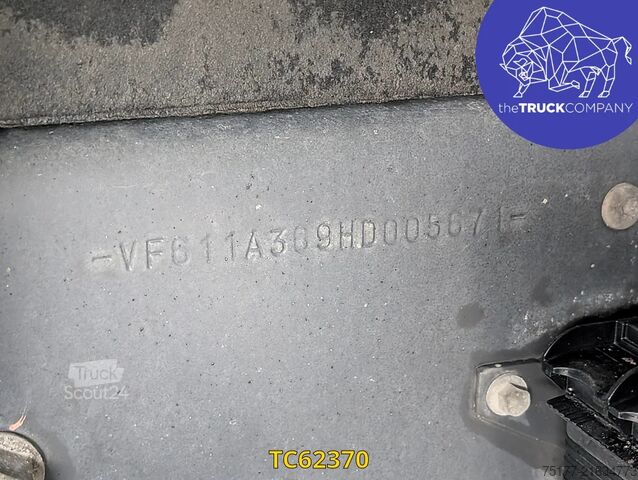 theTRUCKCOMPANY
-VF611A369HD005671-
Truck
Scout24
TC62370